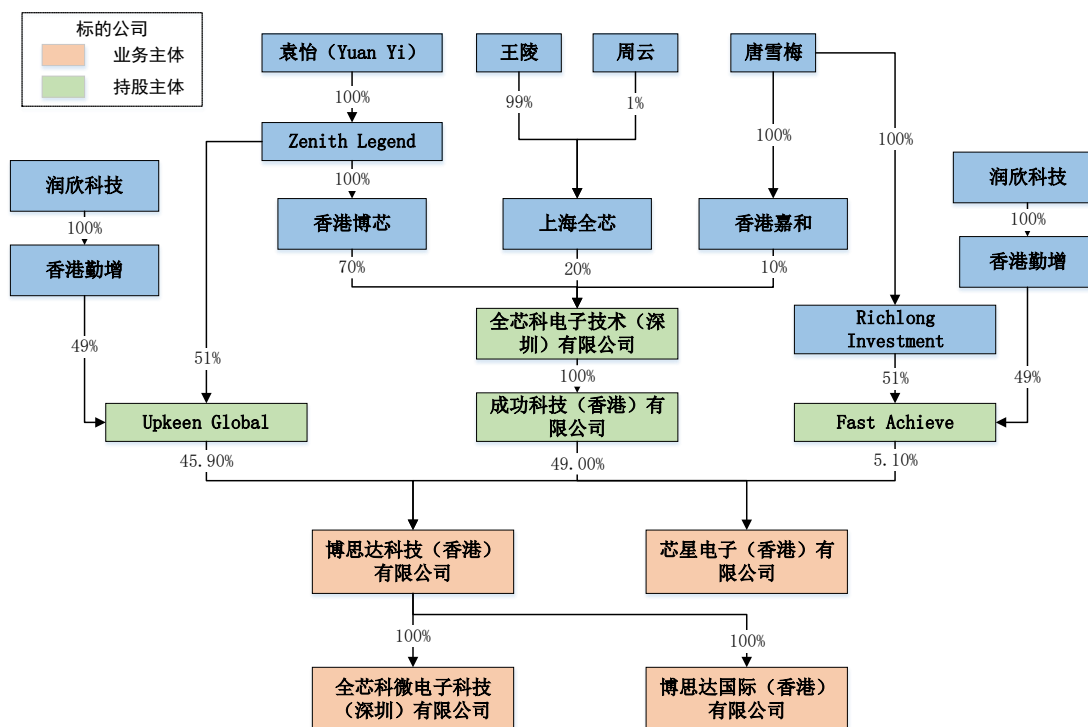 标的公司
业务主体
持股主体
袁怡（Yuan Yi）
王陵
周云
唐雪梅
100%
99%
1%
100%
100%
Zenith Legend
润欣科技
100%
润欣科技
100%
香港博芯
上海全芯
香港嘉和
100%
香港勤增
70%
20%
10%
香港勤增
全芯科电子技术（深
圳）有限公司
Richlong
Investment
49%
51%
100%
51%
49%
Upkeen Global
成功科技（香港）有
限公司
Fast Achieve
45.90%
49.00%
5.10%
博思达科技（香港）
有限公司
芯星电子（香港）有
限公司
100%
100%
全芯科微电子科技
（深圳）有限公司
博思达国际（香港）
有限公司